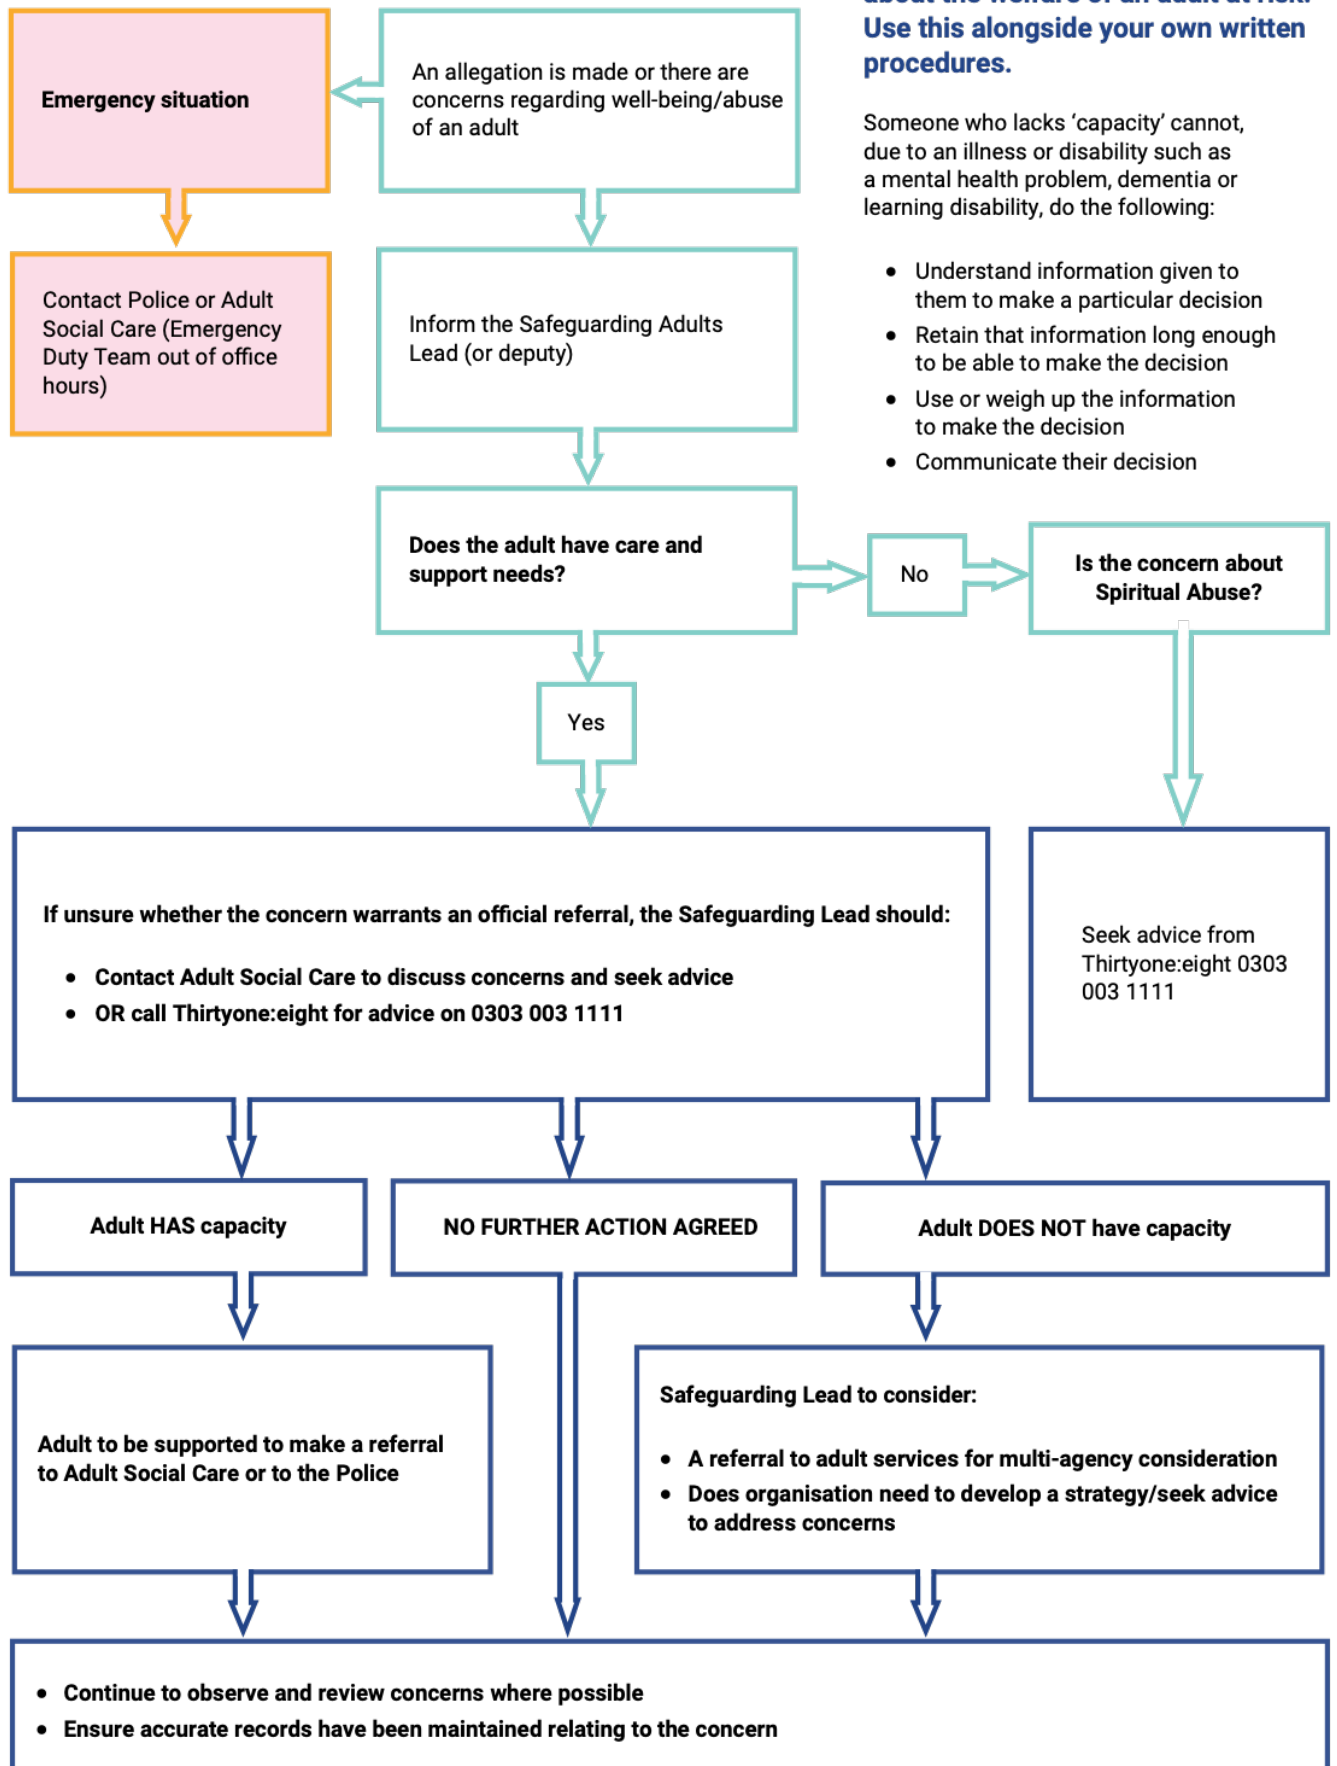 about the welfare of an adult at risk.
Use this alongside your own written
procedures.
Emergency situation
An allegation is made or there are
concerns regarding well-being/abuse
of an adult
Someone who lacks ‘capacity’ cannot,
due to an illness or disability such as
a mental health problem, dementia or
learning disability, do the following:
• Understand information given to
them to make a particular decision
• Retain that information long enough
to be able to make the decision
• Use or weigh up the information
to make the decision
• Communicate their decision
Contact Police or Adult
Social Care (Emergency
Duty Team out of office
hours)
Inform the Safeguarding Adults
Lead (or deputy)
Does the adult have care and
support needs?
No
Is the concern about
Spiritual Abuse?
Yes
If unsure whether the concern warrants an official referral, the Safeguarding Lead should:
• Contact Adult Social Care to discuss concerns and seek advice
• OR call Thirtyone:eight for advice on 0303 003 1111
Seek advice from
Thirtyone:eight 0303
003 1111
Adult HAS capacity
NO FURTHER ACTION AGREED
Adult DOES NOT have capacity
Adult to be supported to make a referral
to Adult Social Care or to the Police
Safeguarding Lead to consider:
• A referral to adult services for multi-agency consideration
• Does organisation need to develop a strategy/seek advice
to address concerns
• Continue to observe and review concerns where possible
• Ensure accurate records have been maintained relating to the concern